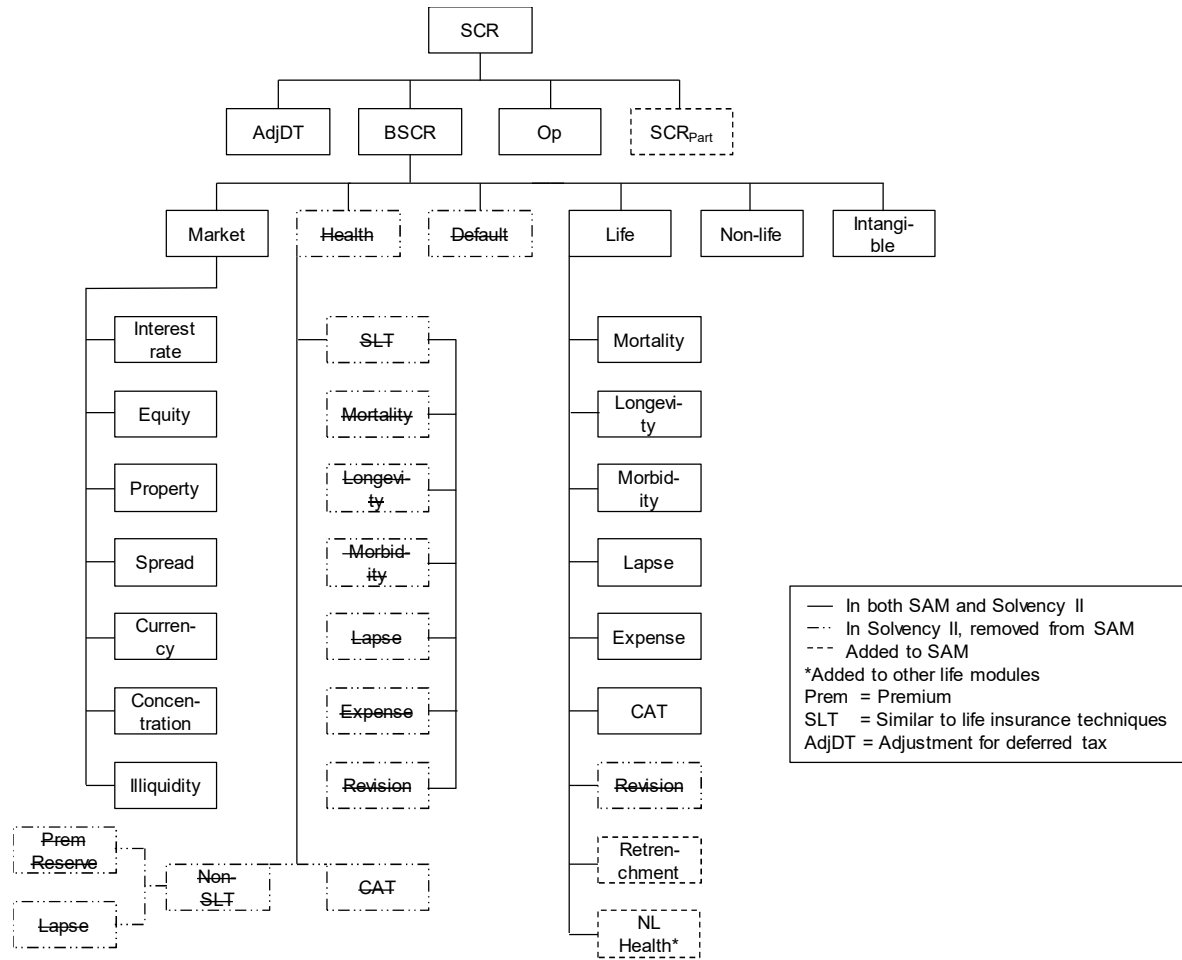 SCR
AdjDT
BSCR
Op
SCRPart
Market
Health
Default
Life
Non-life
Intangi-
ble
Interest
rate
Equity
Property
Spread
Curren-
cy
Concen-
tration
Illiquidity
SLT
Mortality
Longevi-
ty
Morbid-
ity
Lapse
Expense
Revision
Prem
Reserve
Lapse
Non-
SLT
CAT
Mortality
Longevi-
ty
Morbid-
ity
Lapse
Expense
CAT
Revision
Retren-
chment
NL
Health*
In both SAM and Solvency II
In Solvency II, removed from SAM
Added to SAM
*Added to other life modules
Prem = Premium
SLT = Similar to life insurance techniques
AdjDT = Adjustment for deferred tax